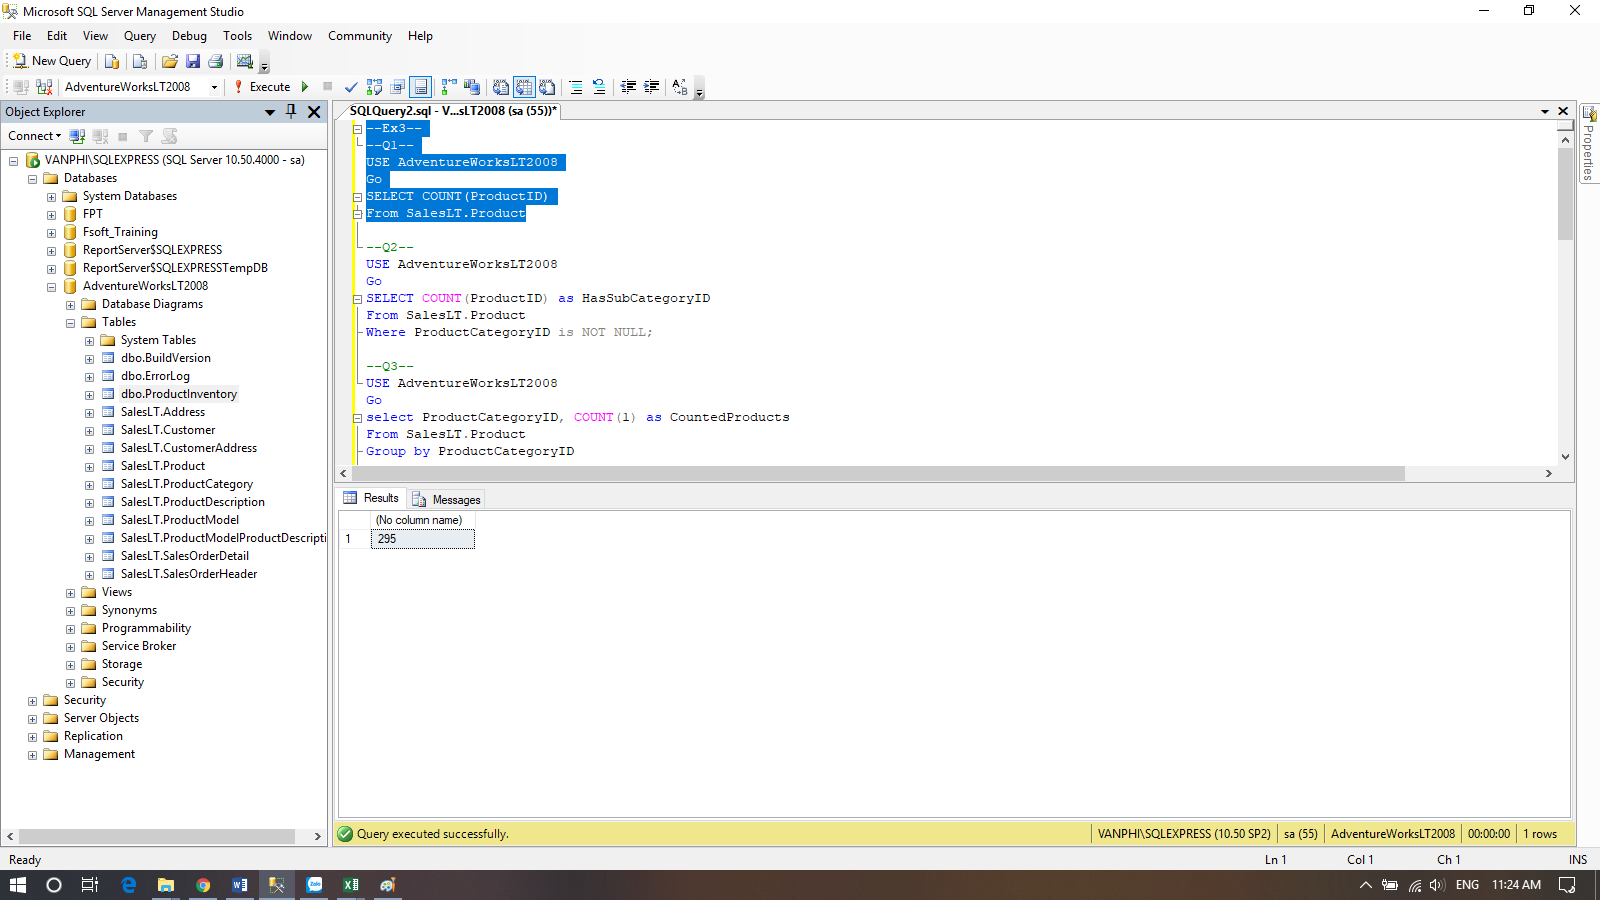 Microsoft SQL Server Management Studio
File Edit View Query Debug Tools Window Community Help
New Query
AdventureWorksLT2008 Execute
Object Explorer
Connect
VANPHI\SQLEXPRESS (SQL Server 10.50.4000 - sa)
Databases
System Databases
FPT
Fsoft_Training
ReportServer$SQLEXPRESS
ReportServer$SQLEXPRESSTempDB
AdventureWorksLT2008
Database Diagrams
Tables
System Tables
dbo.BuildVersion
dbo.ErrorLog
dbo.ProductInventory
SalesLT.Address
SalesLT.Customer
SalesLT.CustomerAddress
SalesLT.Product
SalesLT.ProductCategory
SalesLT.ProductDescription
SalesLT.ProductModel
SalesLT.ProductModelProductDescripti
SalesLT.SalesOrderDetail
SalesLT.SalesOrderHeader
Views
Synonyms
Programmability
Service Broker
Storage
Security
Security
Server Objects
Replication
Management
SQLQuery2.sql - V...sLT2008 (sa (55))*
--Ex3--
--Q1--
USE AdventureWorksLT2008
Go
SELECT COUNT(ProductID)
From SalesLT.Product
--Q2--
USE AdventureWorksLT2008
Go
SELECT COUNT(ProductID) as HasSubCategoryID
From SalesLT.Product
Where ProductCategoryID is NOT NULL;
--Q3--
USE AdventureWorksLT2008
Go
select ProductCategoryID, COUNT(1) as CountedProducts
From SalesLT.Product
Group by ProductCategoryID
Properties
Results Messages
(No column name)
1 295
Query executed successfully. VANPHI\SQLEXPRESS (10.50 SP2) sa (55) AdventureWorksLT2008 00:00:00 1 rows
Ready Ln 1 Col 1 Ch 1 INS
Zalo ENG 11:24 AM